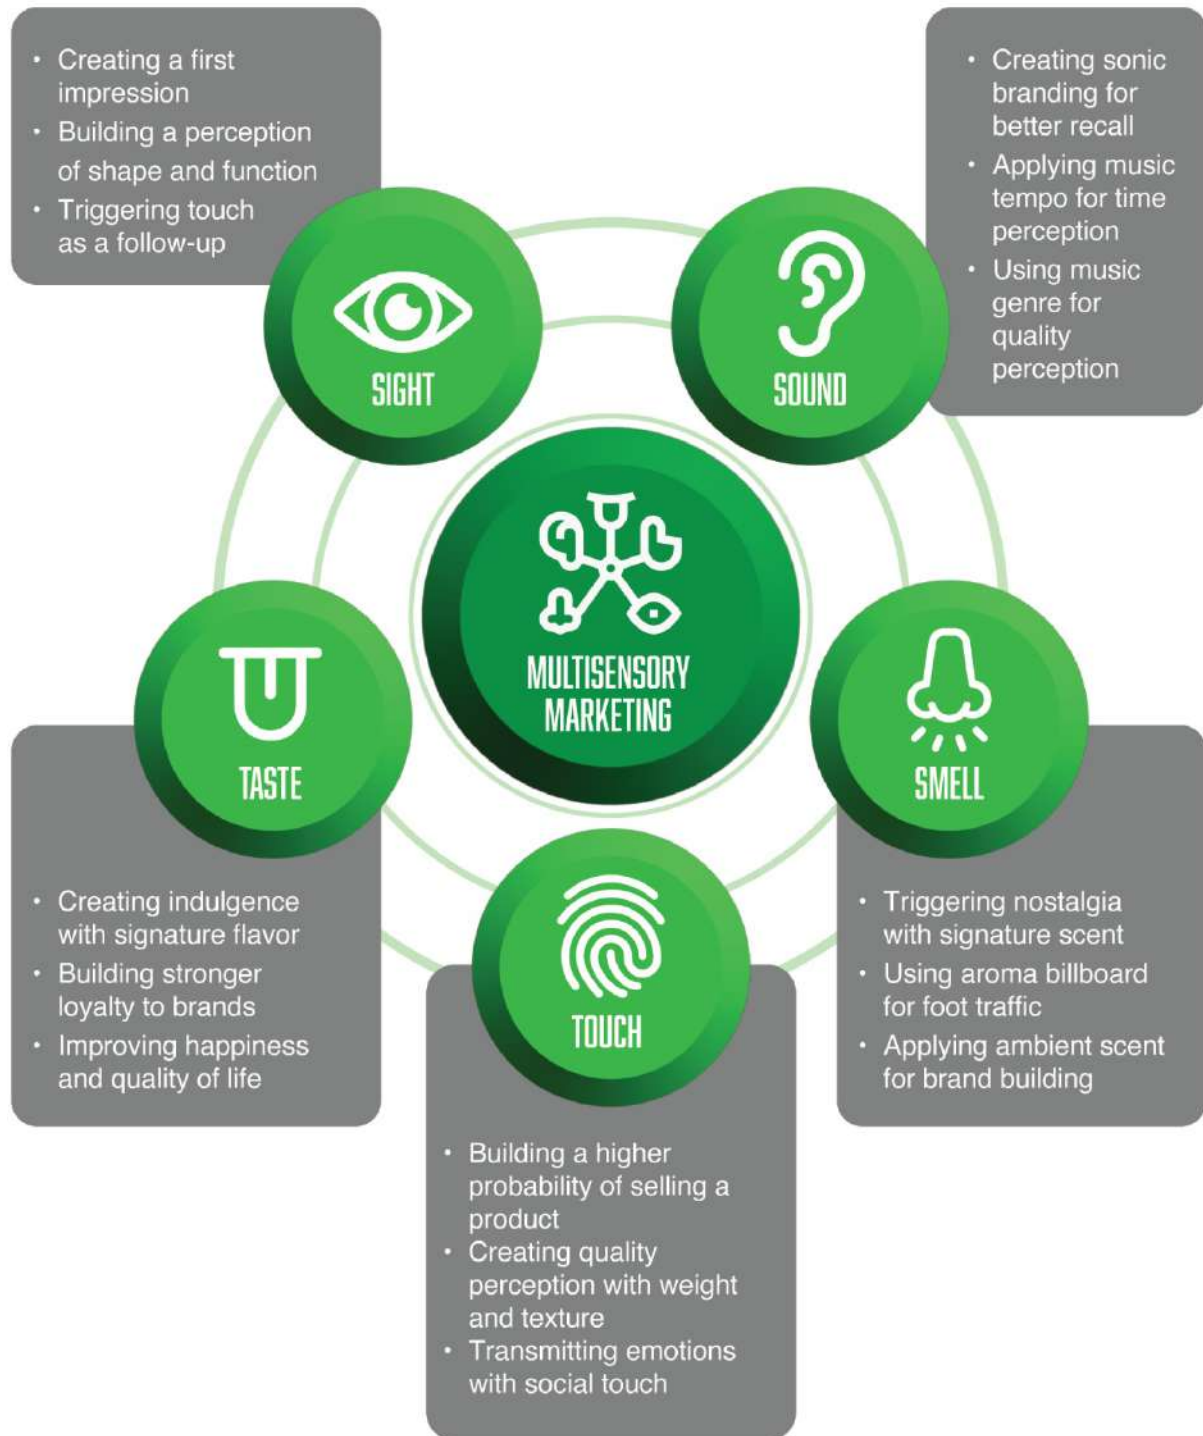 • Creating a first
impression
• Building a perception
of shape and function
• Triggering touch
as a follow-up
SIGHT
• Creating sonic
branding for
better recall
• Applying music
tempo for time
perception
• Using music
genre for
quality
perception
SOUND
MULTISENSORY
MARKETING
TASTE
• Creating indulgence
with signature flavor
• Building stronger
loyalty to brands
• Improving happiness
and quality of life
SMELL
• Triggering nostalgia
with signature scent
• Using aroma billboard
for foot traffic
• Applying ambient scent
for brand building
TOUCH
• Building a higher
probability of selling a
product
• Creating quality
perception with weight
and texture
• Transmitting emotions
with social touch